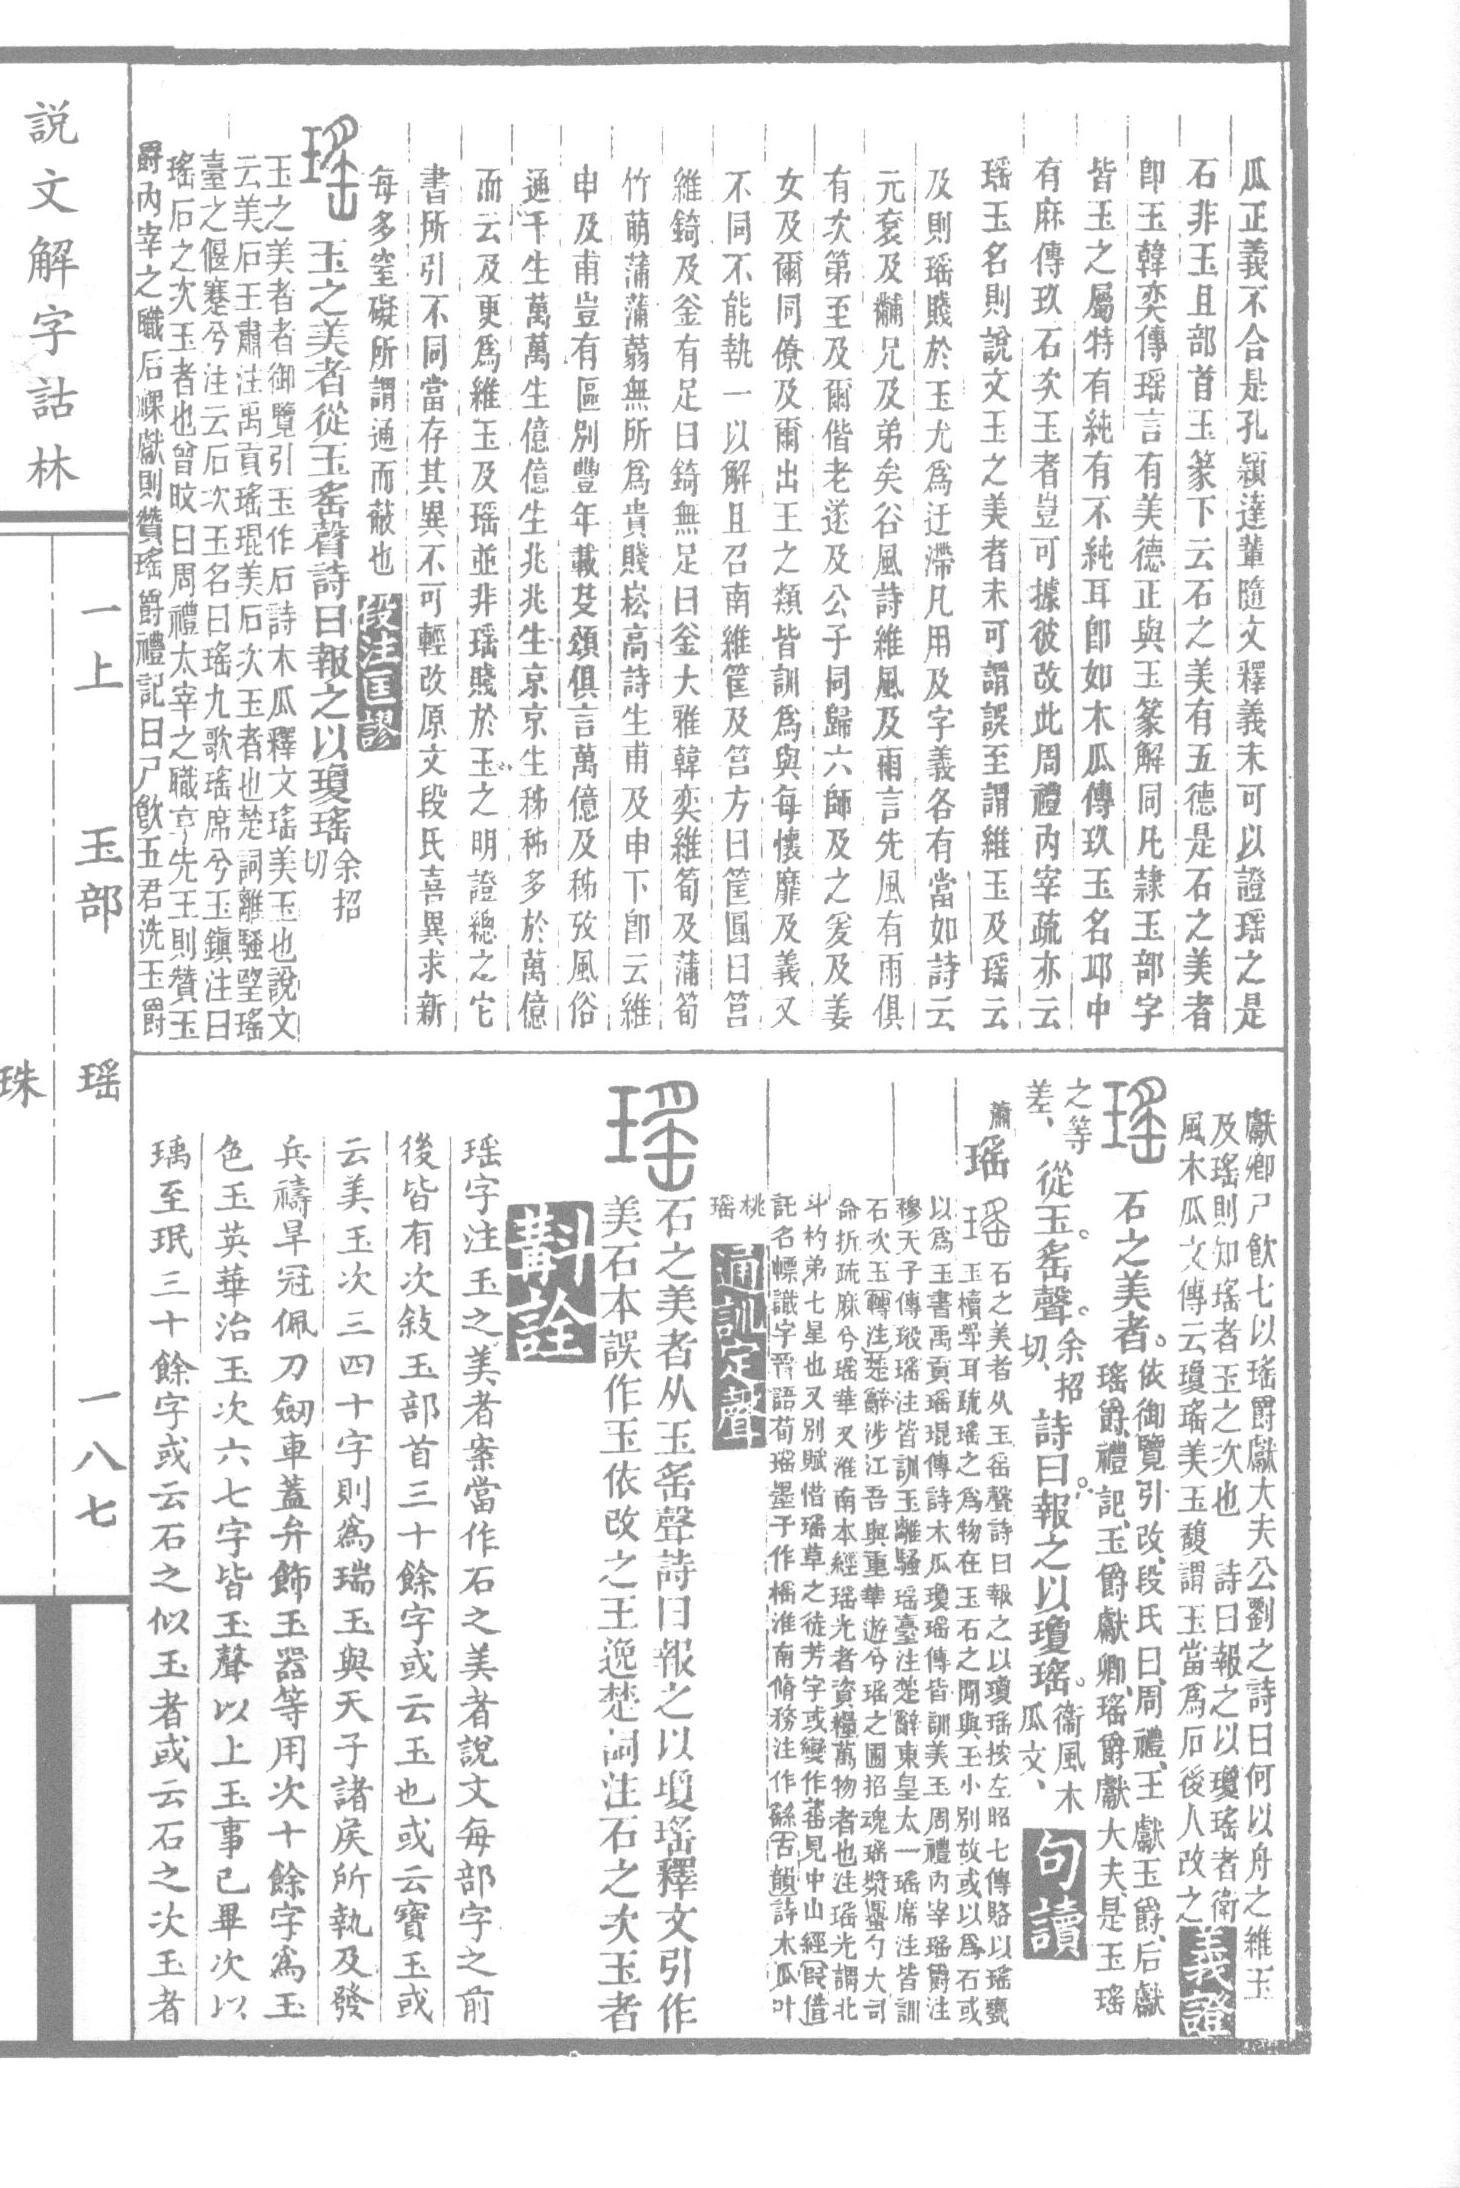 瓜正義不合是孔頴達輩隨文釋義未可以證瑶之是
石非玉且部首玉篆下云石之美有五德是石之美者
卽玉韓奕傳瑶言有美德正與玉篆解同凡隷玉部字
皆玉之屬特有純有不純耳卽如木瓜傳玖玉名邱中
有麻傳玖石次玉者豈可據彼改此周禮內宰疏亦云
瑶玉名則說文玉之美者未可謂誤至謂維玉及瑶云
及則瑶賤於玉尤爲迂滯凡用及字義各有當如詩云
元袞及黼兄及弟矣谷風詩維風及雨言先風有雨俱
有次第至及爾偕老遂及公子同歸六師及之爰及姜
女及爾同僚及爾出王之類皆訓爲與每懷靡及義又
不同不能執一以解且召南維筐及筥方曰筐圓曰筥
維錡及釜有足曰錡無足曰釜大雅韓奕維筍及蒲筍
竹萌蒲蒲蒻無所爲貴賤崧高詩生甫及申下卽云維
申及甫豈有區別豐年載芟頌俱言萬億及秭攷風俗
通千生萬萬生億億生兆兆生京京生秭秭多於萬億
而云及更爲維玉及瑶並非瑶賤於玉之明證總之它
書所引不同當存其異不可輕改原文段氏喜異求新
每多窒礙所謂通而蔽也
段注匡謬
瑤 玉之美者從玉䍃聲詩曰報之以瓊瑤余招切
玉之美者者御覽引玉作石詩木瓜釋文瑤美玉也說文
云美石王肅注禹貢瑤琨美石次玉者也楚詞離騷望瑤
臺之偃蹇兮注云石次玉名曰瑤九歌瑤席兮玉鎭注曰
瑤石之次玉者也曾旼曰周禮太宰之職享先王則贊玉
爵內宰之職后祼獻則贊瑤爵禮記曰尸飮五君洗玉爵
獻卿尸飮七以瑤爵獻大夫公劉之詩曰何以舟之維玉
及瑤則知瑤者玉之次也 詩曰報之以瓊瑤者衛
風木瓜文傳云瓊瑤美玉馥謂玉當爲石後人改之
義證
瑤 石之美者。依御覽引改、段氏曰、周禮、王獻玉爵、后獻
瑤爵、禮記、玉爵獻卿、瑤爵獻大夫、是玉瑤
之等差、從玉。䍃聲。余招切、詩曰。報之以瓊瑤。衞風木瓜文、
句讀
蕭瑤 瑤 石之美者从玉䍃聲詩曰報之以瓊瑤按左昭七傳賂以瑤甕
玉櫝斝耳疏瑤之爲物在玉石之閒與玉小別故或以爲石或
以爲玉書禹貢瑤琨傳詩木瓜瓊瑤傳皆訓美玉周禮內宰瑤爵注
穆天子傳瑤注皆訓玉離騷瑤臺注楚辭東皇太一瑤席注皆訓
石次玉轉注楚辭涉江吾與重華遊兮瑤之圃招魂瑤漿蜜勺大司
命折疏麻兮瑤華又淮南本經瑤光者資糧萬物者也注瑤光謂北
斗杓弟七星也又別賦惜瑤草之徒芳字或變作䔄見中山經叚借
託名幖識字晉語荀瑤墨子作榣淮南脩務注作繇古韻詩木瓜叶
桃瑤
通訓定聲
瑤 石之美者从玉䍃聲詩曰報之以瓊瑤釋文引作
美石本誤作玉依改之王逸楚詞注石之次玉者
斠詮
瑶字注玉之美者案當作石之美者說文每部字之前
後皆有次敍玉部首三十餘字或云玉也或云寶玉或
云美玉次三四十字則爲瑞玉與天子諸侯所執及發
兵禱旱冠佩刀劒車蓋弁飾玉器等用次十餘字爲玉
色玉英華治玉次六七字皆玉聲以上玉事已畢次以
瑀至珉三十餘字或云石之似玉者或云石之次玉者
說文解字詁林
一上 玉部 瑶 一八七
珠